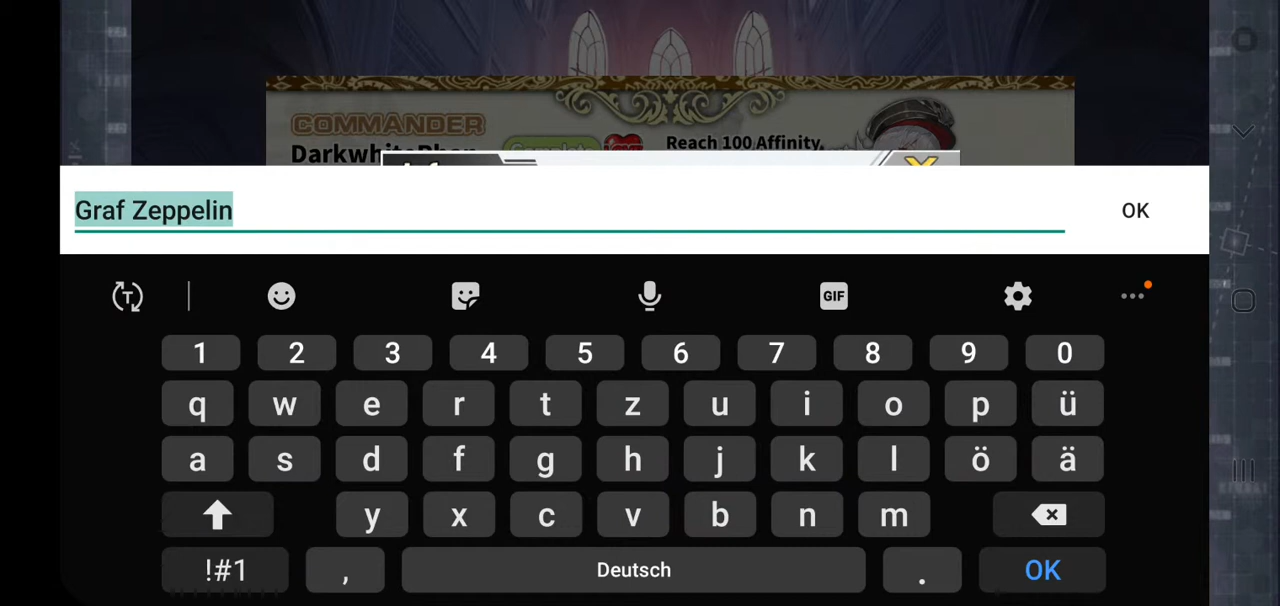 COMMANDER
Reach 100 Affinity,
Graf Zeppelin
OK
T
GIF
1 2 3 4 5 6 7 8 9 0
q w e r t z u i o p ü
a s d f g h j k l ö ä
y x c v b n m
!#1 , Deutsch . OK